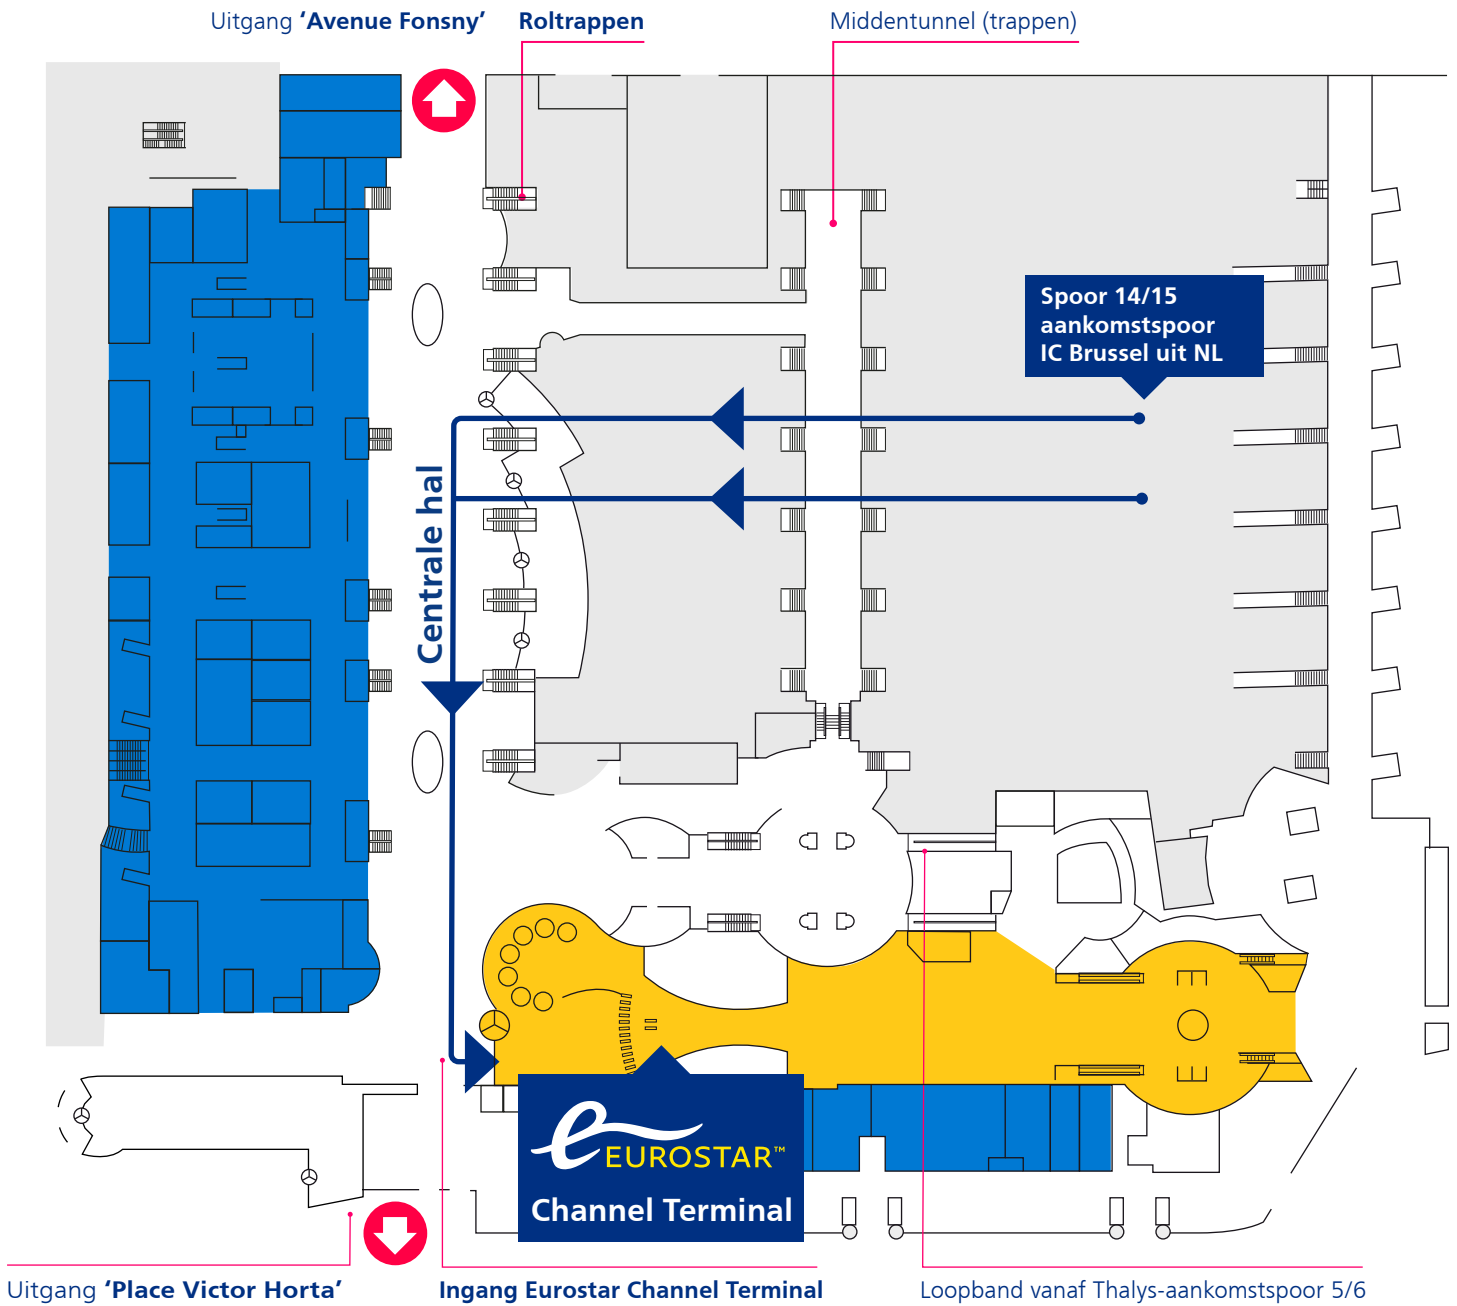 Uitgang ‘Avenue Fonsny’
Roltrappen
Middentunnel (trappen)
Spoor 14/15
aankomstspoor
IC Brussel uit NL
Centrale hal
e EUROSTAR™
Channel Terminal
Uitgang ‘Place Victor Horta’
Ingang Eurostar Channel Terminal
Loopband vanaf Thalys-aankomstspoor 5/6